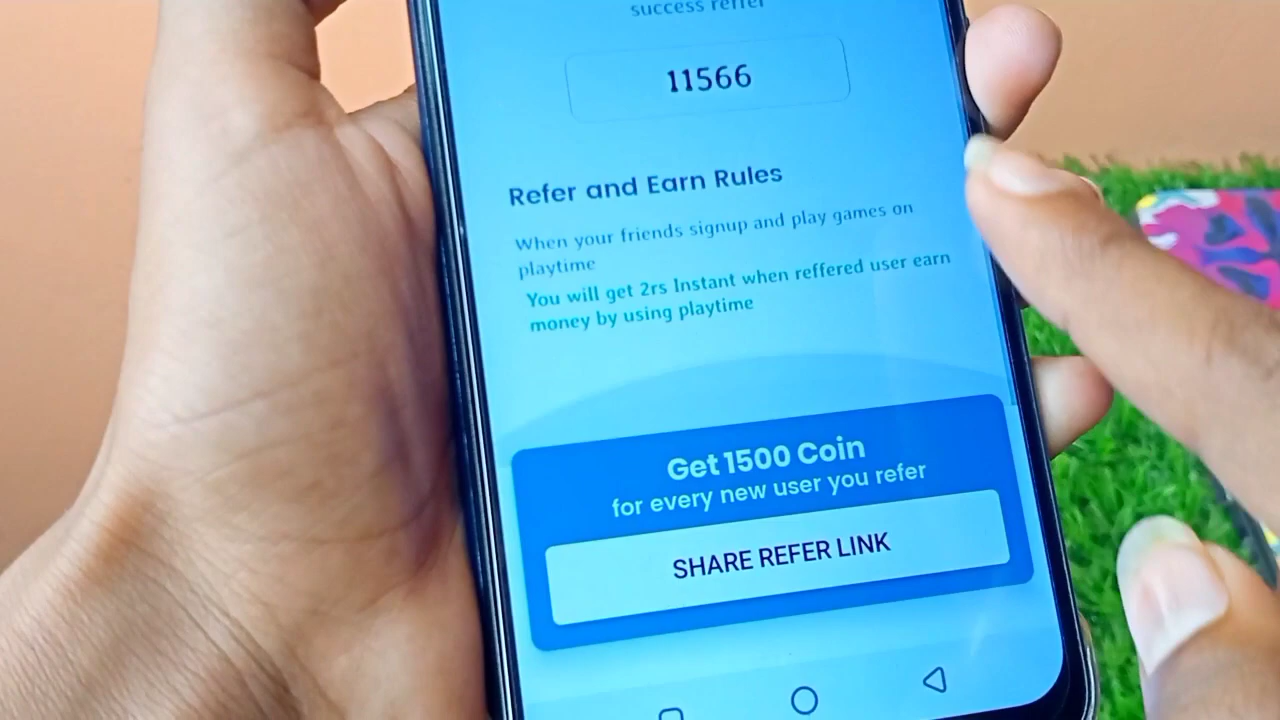 success reffer
11566
Refer and Earn Rules
When your friends signup and play games on
playtime
You will get 2rs Instant when reffered user earn
money by using playtime
Get 1500 Coin
for every new user you refer
SHARE REFER LINK